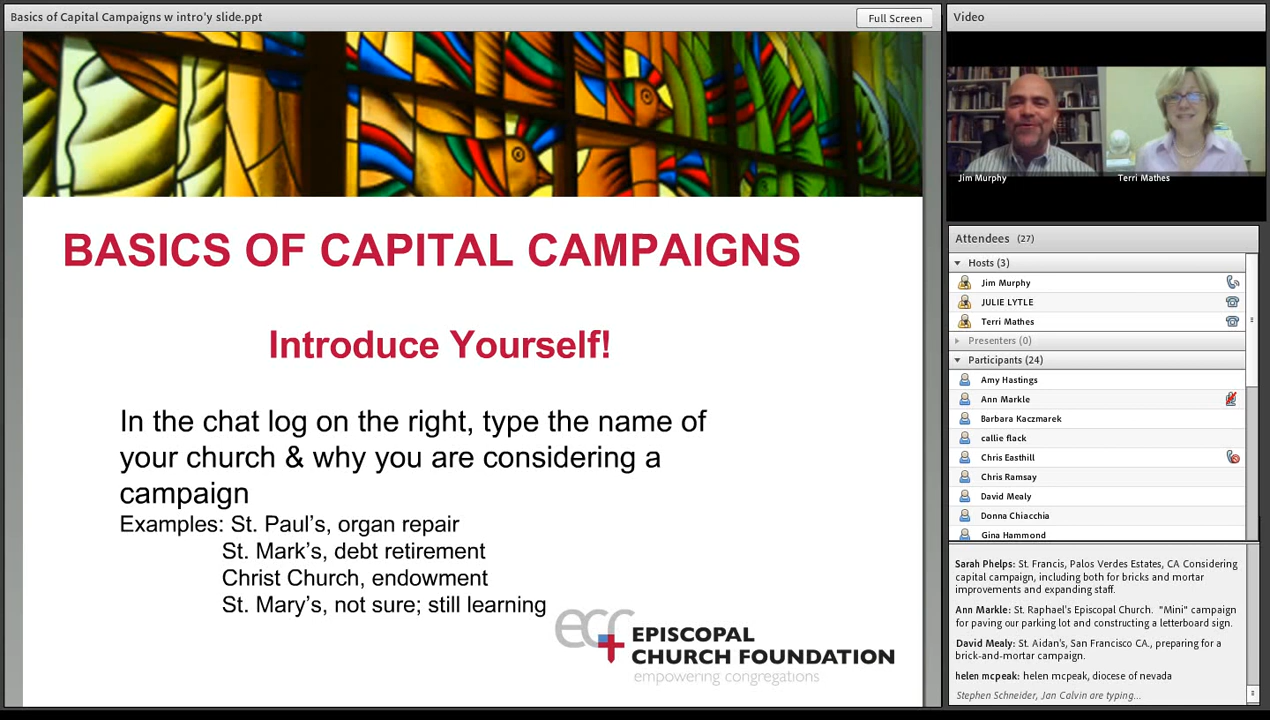 Basics of Capital Campaigns w intro'y slide.ppt
Full Screen
BASICS OF CAPITAL CAMPAIGNS
Introduce Yourself!
In the chat log on the right, type the name of
your church & why you are considering a
campaign
Examples: St. Paul's, organ repair
St. Mark's, debt retirement
Christ Church, endowment
St. Mary's, not sure; still learning
ecf
EPISCOPAL
CHURCH FOUNDATION
empowering congregations
Video
Jim Murphy
Terri Mathes
Attendees (27)
Hosts (3)
Jim Murphy
JULIE LYTLE
Terri Mathes
Presenters (0)
Participants (24)
Amy Hastings
Ann Markle
Barbara Kaczmarek
callie flack
Chris Easthill
Chris Ramsay
David Mealy
Donna Chiacchia
Gina Hammond
Sarah Phelps: St. Francis, Palos Verdes Estates, CA Considering
capital campaign, including both for bricks and mortar
improvements and expanding staff.
Ann Markle: St. Raphael's Episcopal Church. "Mini" campaign
for paving our parking lot and constructing a letterboard sign.
David Mealy: St. Aidan's, San Francisco CA., preparing for a
brick-and-mortar campaign.
helen mcpeak: helen mcpeak, diocese of nevada
Stephen Schneider, Jan Calvin are typing...